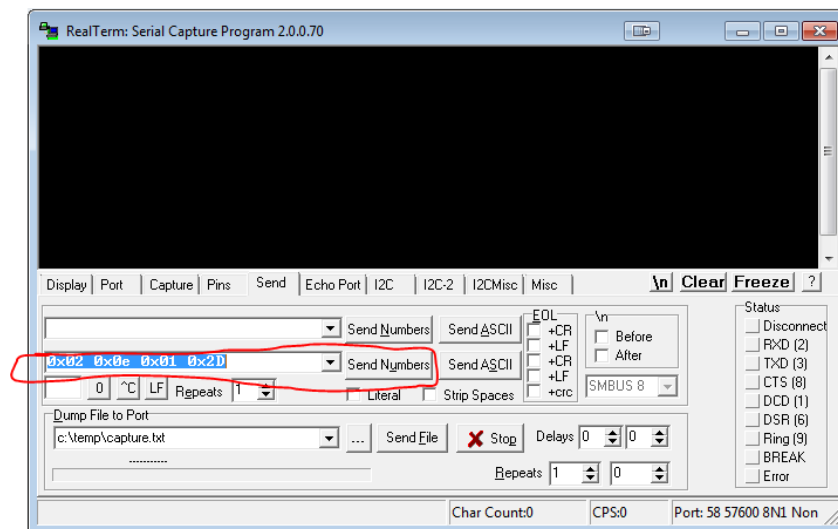 RealTerm: Serial Capture Program 2.0.0.70
Display Port Capture Pins Send Echo Port I2C I2C-2 I2CMisc Misc \n Clear Freeze ?
Send Numbers Send ASCII EOL +CR +LF \n Before After
0x02 0x0e 0x01 0x2D Send Numbers Send ASCII +CR +LF +crc SMBUS 8
0 ^C LF Repeats 1 Literal Strip Spaces
Dump File to Port
c:\temp\capture.txt ... Send File Stop Delays 0 0
Repeats 1 0
Status
Disconnect
RXD (2)
TXD (3)
CTS (8)
DCD (1)
DSR (6)
Ring (9)
BREAK
Error
Char Count:0 CPS:0 Port: 58 57600 8N1 Non